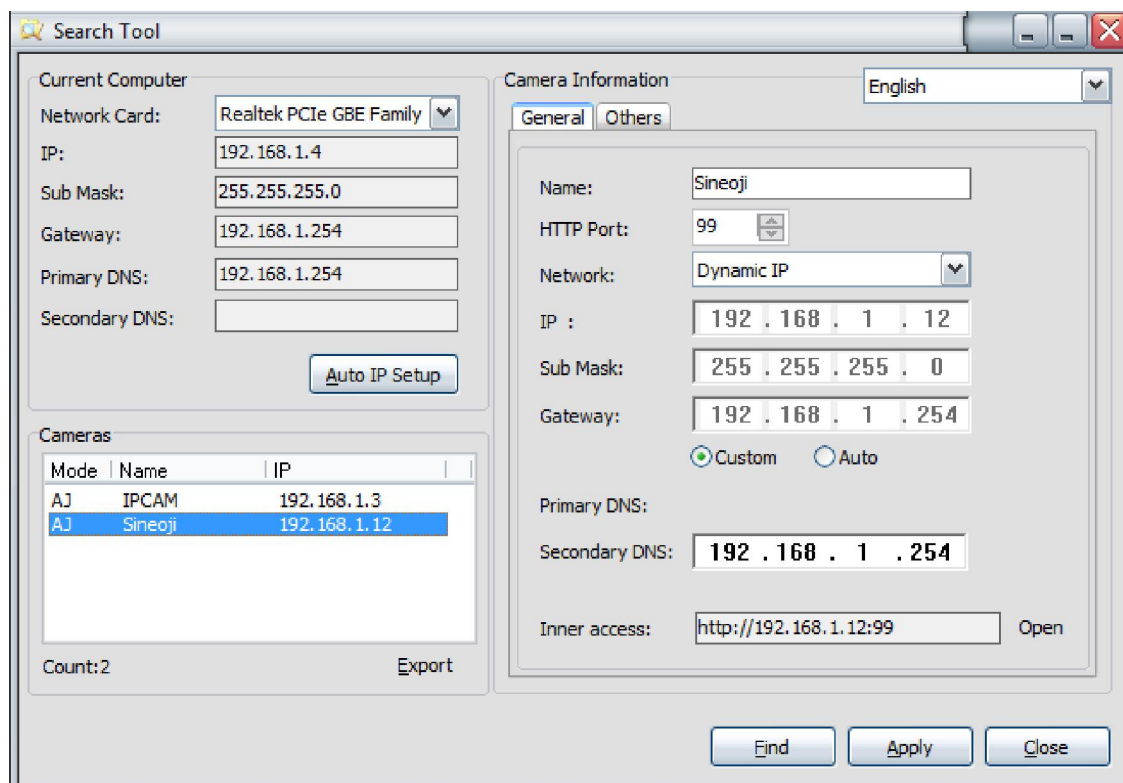 Search Tool
Current Computer
Network Card: Realtek PCIe GBE Family
IP: 192.168.1.4
Sub Mask: 255.255.255.0
Gateway: 192.168.1.254
Primary DNS: 192.168.1.254
Secondary DNS:
Auto IP Setup
Cameras
Mode Name IP
AJ IPCAM 192.168.1.3
AJ Sineoji 192.168.1.12
Count:2 Export
Camera Information English
General Others
Name: Sineoji
HTTP Port: 99
Network: Dynamic IP
IP : 192 . 168 . 1 . 12
Sub Mask: 255 . 255 . 255 . 0
Gateway: 192 . 168 . 1 . 254
Custom Auto
Primary DNS:
Secondary DNS: 192 . 168 . 1 . 254
Inner access: http://192.168.1.12:99 Open
Find Apply Close